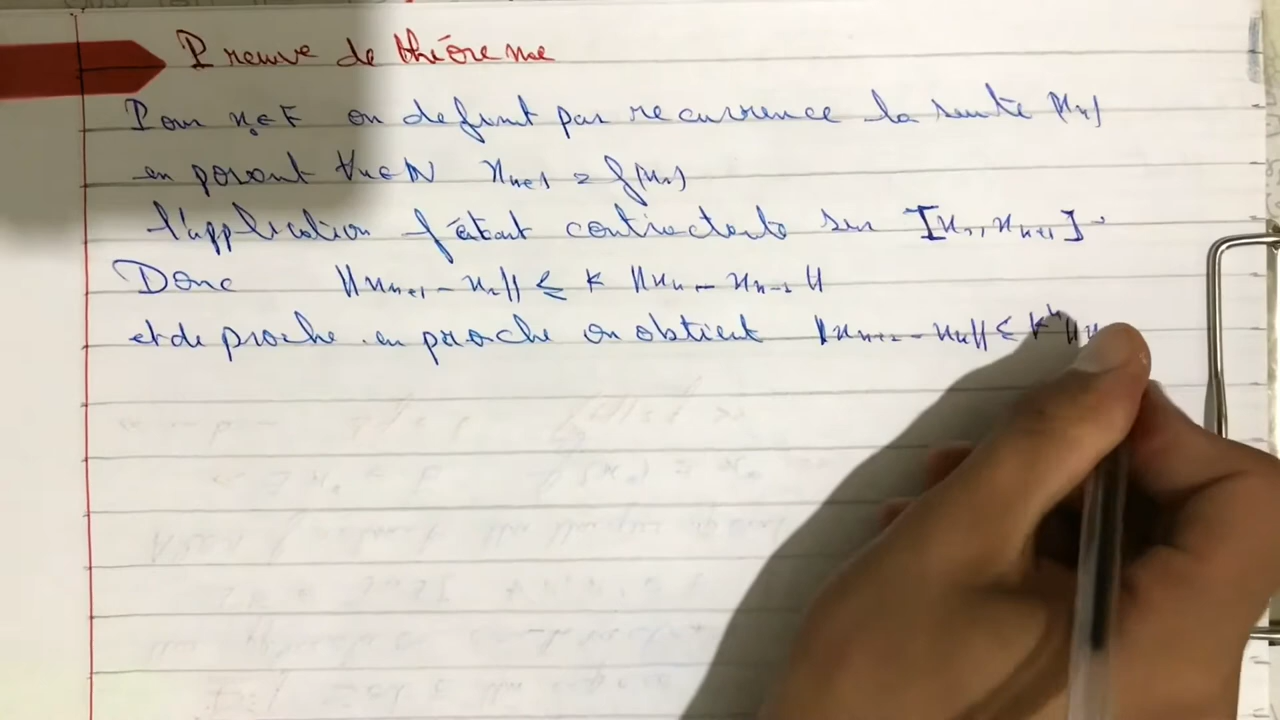 Preuve de théoreme
Pour x₀ ∈ F on définit par recurrence la suite (xₙ)
en posant ∀n∈N xₙ₊₁ = f(xₙ)
l'application f étant contractante sur [xₙ, xₙ₊₁].
Donc ||xₙ₊₁ - xₙ|| ≤ K ||xₙ - xₙ₋₁||
et de proche en proche on obtient ||xₙ₊₁ - xₙ|| ≤ Kⁿ ||x